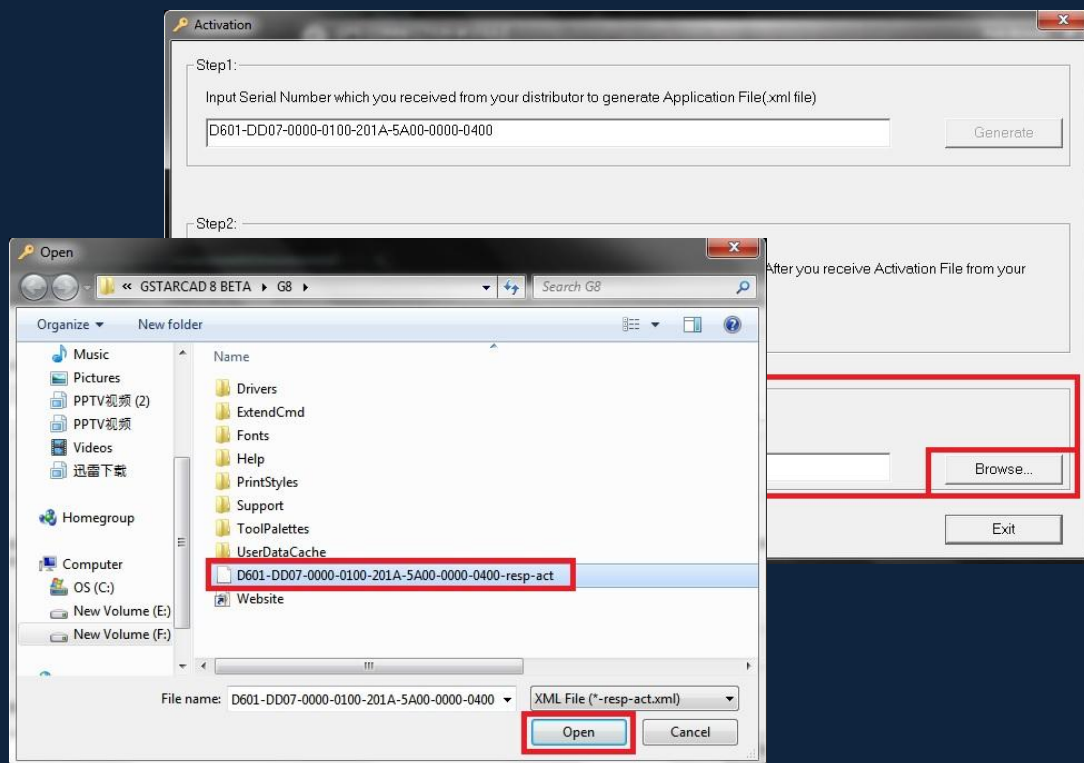 Activation
Step1:
Input Serial Number which you received from your distributor to generate Application File(.xml file)
D601-DD07-0000-0100-201A-5A00-0000-0400
Generate
Step2:
After you receive Activation File from your
Browse...
Exit
Open
« GSTARCAD 8 BETA ▸ G8 ▸
Search G8
Organize ▾ New folder
Music
Pictures
PPTV视频 (2)
PPTV视频
Videos
迅雷下载
Homegroup
Computer
OS (C:)
New Volume (E:)
New Volume (F:)
Name
Drivers
ExtendCmd
Fonts
Help
PrintStyles
Support
ToolPalettes
UserDataCache
D601-DD07-0000-0100-201A-5A00-0000-0400-resp-act
Website
File name: D601-DD07-0000-0100-201A-5A00-0000-0400
XML File (*-resp-act.xml)
Open Cancel